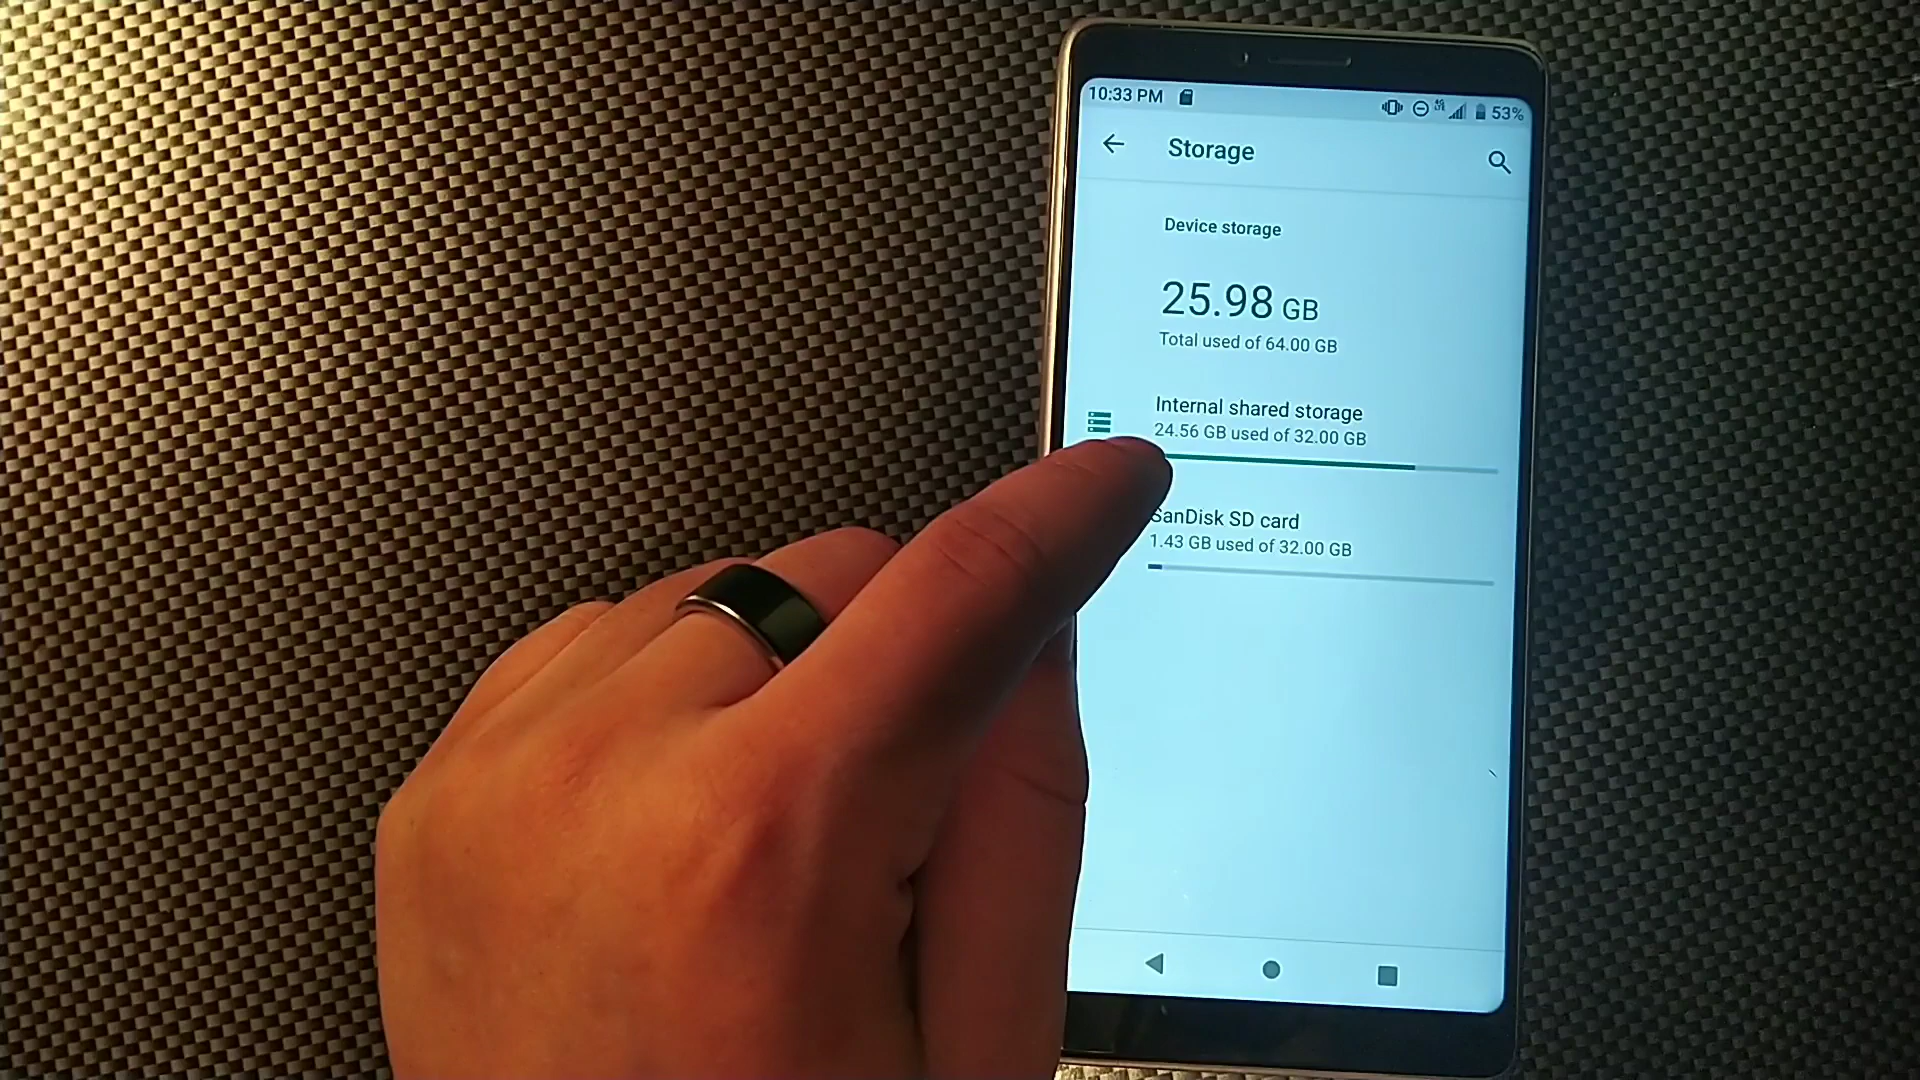 10:33 PM
53%
Storage
Device storage
25.98 GB
Total used of 64.00 GB
Internal shared storage
24.56 GB used of 32.00 GB
SanDisk SD card
1.43 GB used of 32.00 GB